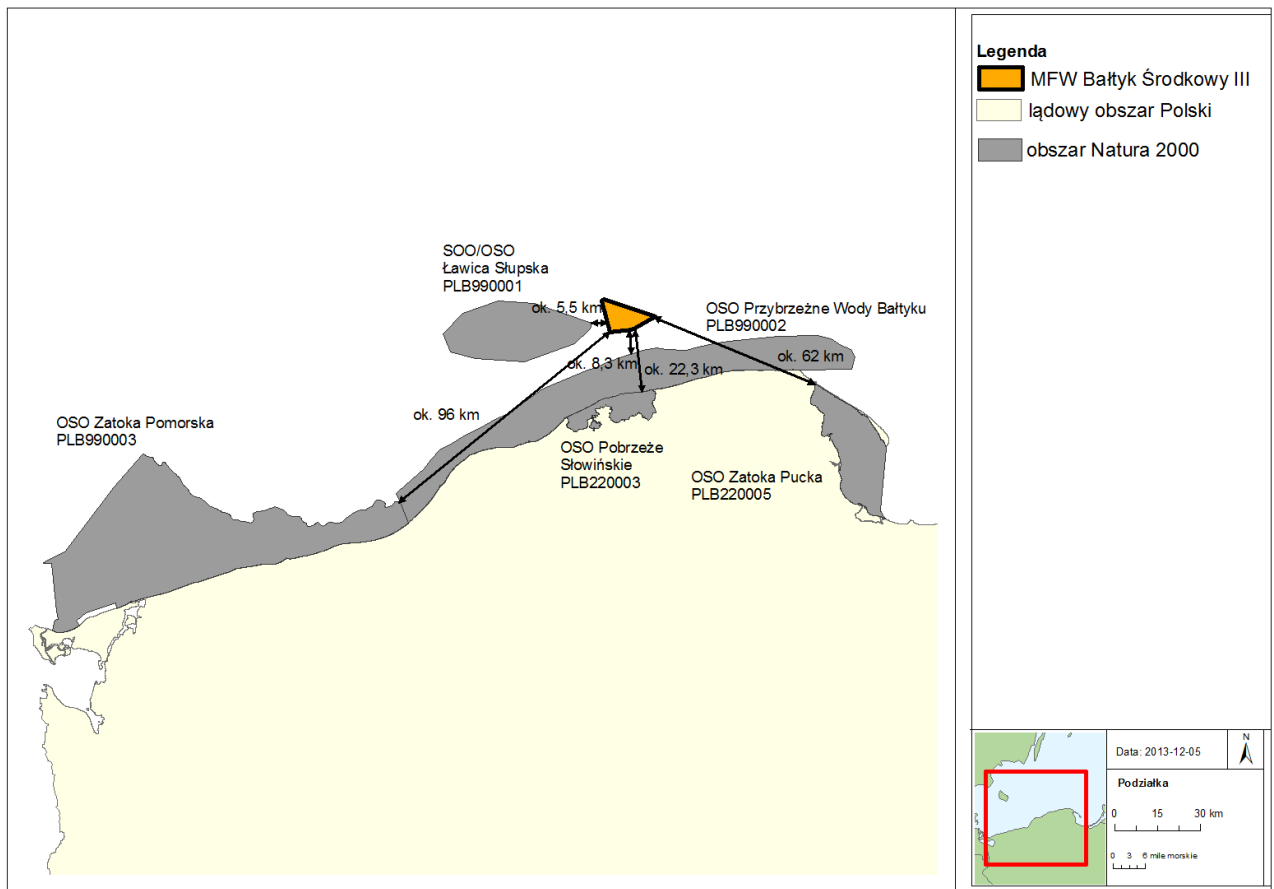 SOO/OSO
Ławica Słupska
PLB990001
ok. 5,5 km
OSO Przybrzeżne Wody Bałtyku
PLB990002
ok. 8,3 km
ok. 22,3 km
ok. 62 km
ok. 96 km
OSO Zatoka Pomorska
PLB990003
OSO Pobrzeże
Słowińskie
PLB220003
OSO Zatoka Pucka
PLB220005
Legenda
MFW Bałtyk Środkowy III
lądowy obszar Polski
obszar Natura 2000
Data: 2013-12-05
N
Podziałka
0 15 30 km
0 3 6 mile morskie